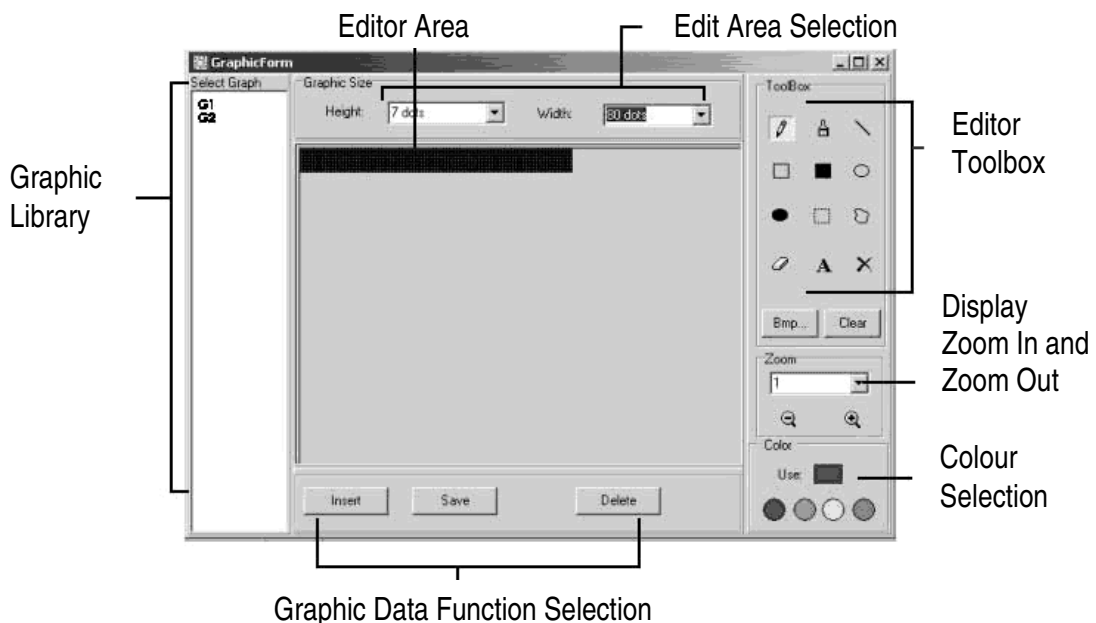 Editor Area
Edit Area Selection
GraphicForm
Select Graph
Graphic Size
ToolBox
G1
G2
Height:
7 dots
Width:
80 dots
Editor
Toolbox
Graphic
Library
A
Bmp...
Clear
Display
Zoom In and
Zoom Out
Zoom
1
Color
Use:
Colour
Selection
Insert
Save
Delete
Graphic Data Function Selection